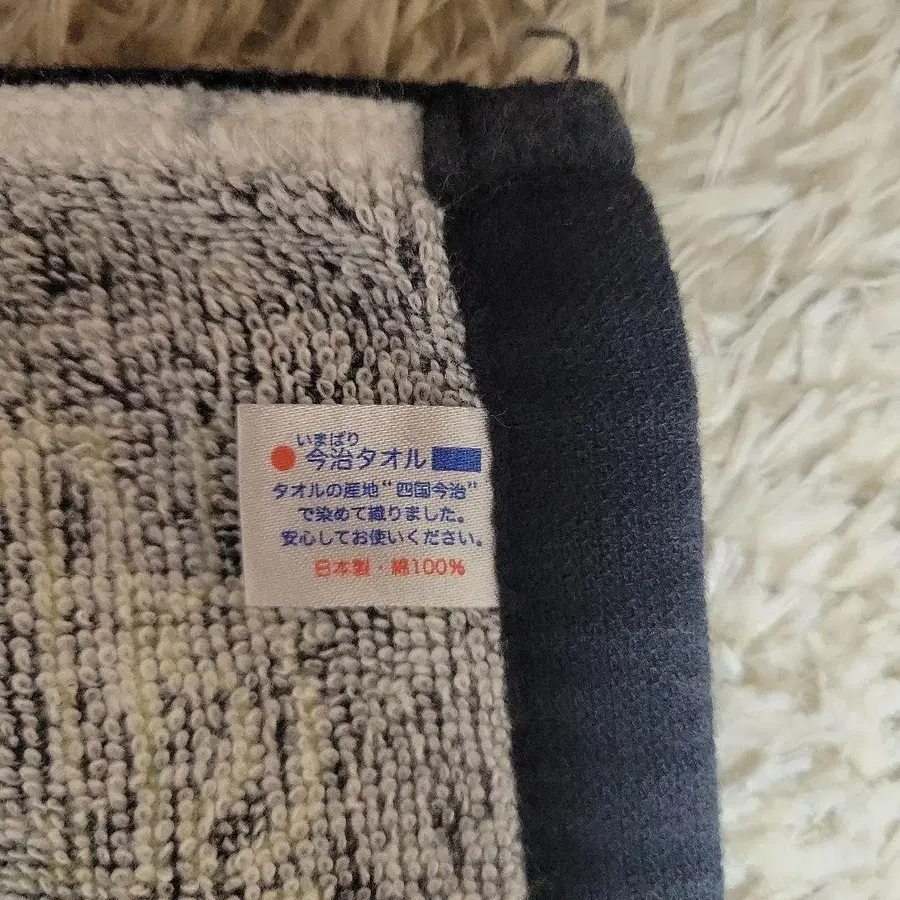 いまばり
今治タオル
タオルの産地“四国今治”
で染めて織りました。
安心してお使いください。
日本製・綿100%